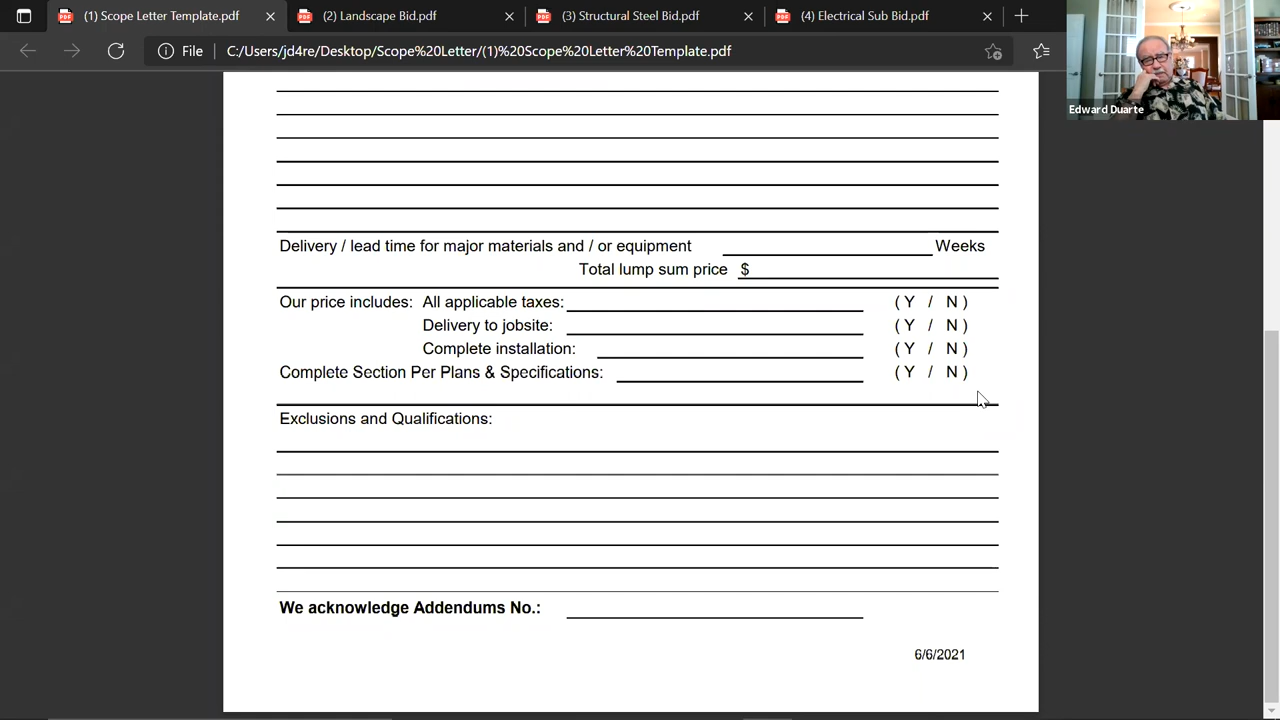 (1) Scope Letter Template.pdf
(2) Landscape Bid.pdf
(3) Structural Steel Bid.pdf
(4) Electrical Sub Bid.pdf
File C:/Users/jd4re/Desktop/Scope%20Letter/(1)%20Scope%20Letter%20Template.pdf
Edward Duarte
Delivery / lead time for major materials and / or equipment Weeks
Total lump sum price $
Our price includes: All applicable taxes: ( Y / N )
Delivery to jobsite: ( Y / N )
Complete installation: ( Y / N )
Complete Section Per Plans & Specifications: ( Y / N )
Exclusions and Qualifications:
We acknowledge Addendums No.:
6/6/2021